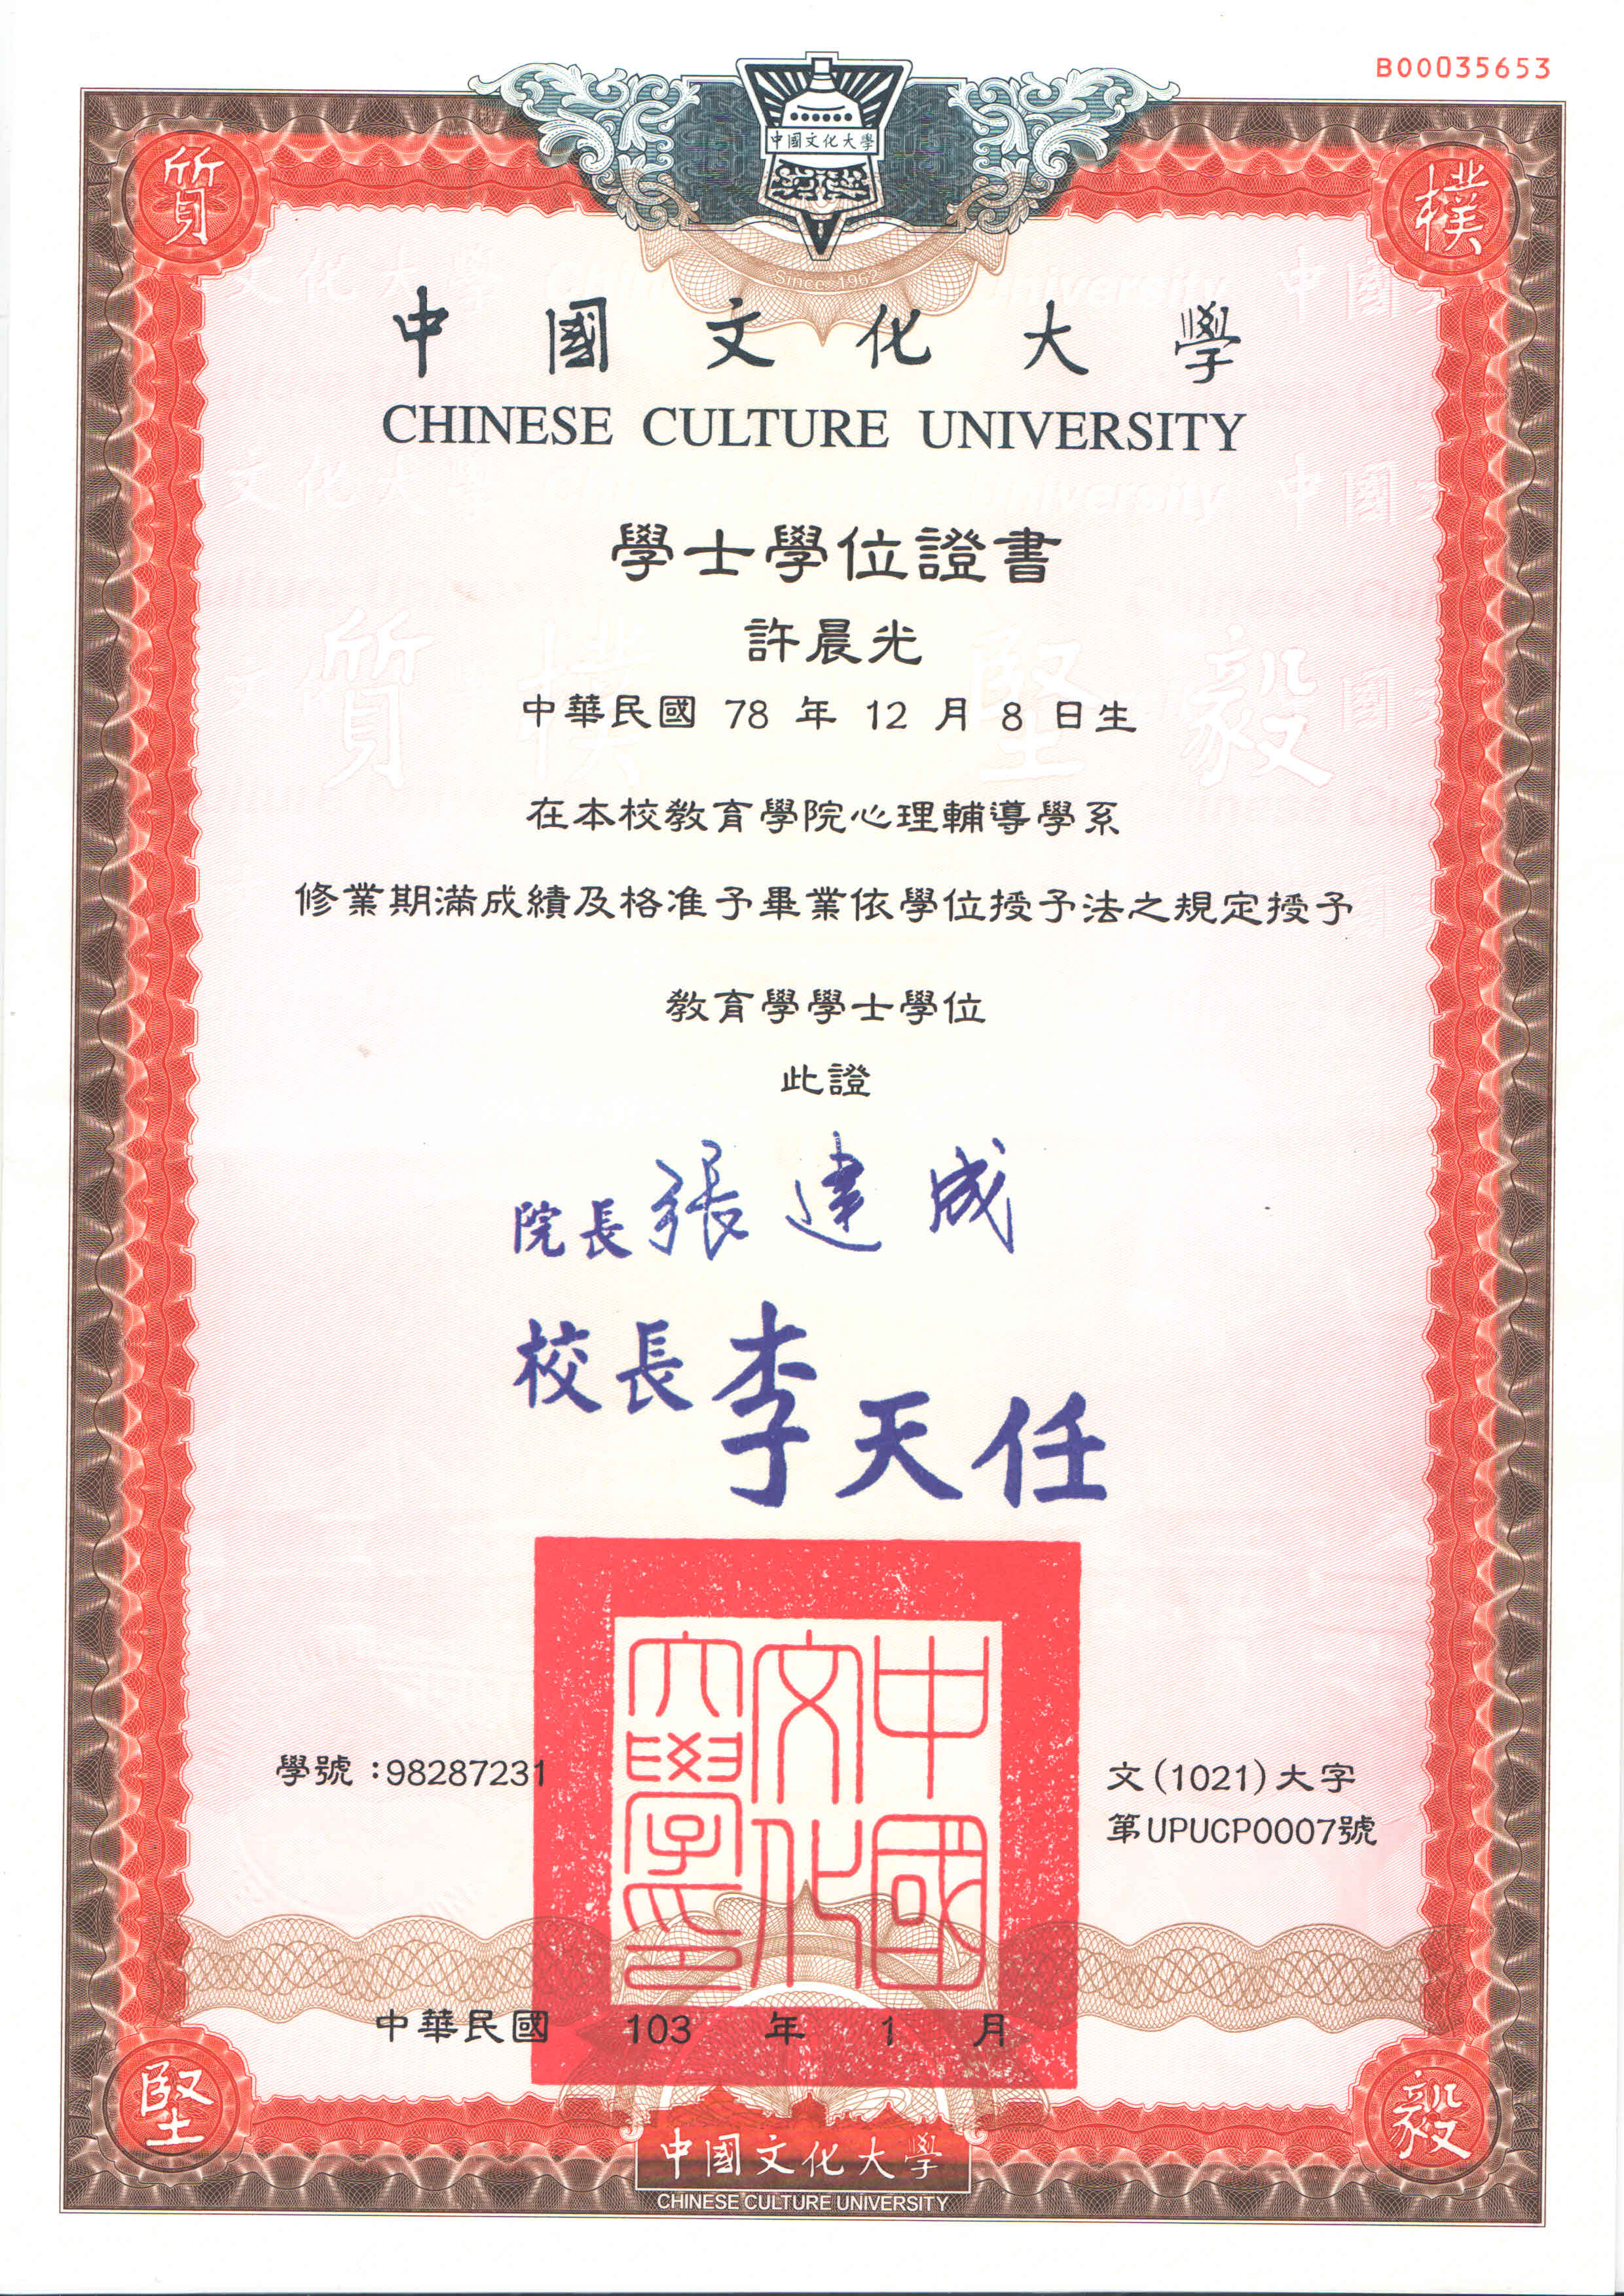 B00035653
中國文化大學
質
樸
Since 1962
中國文化大學
CHINESE CULTURE UNIVERSITY
學士學位證書
許晨光
質樸堅毅
中華民國 78 年 12 月 8 日生
在本校教育學院心理輔導學系
修業期滿成績及格准予畢業依學位授予法之規定授予
教育學學士學位
此證
院長張建成
校長李天任
中國文化大學印
學號:98287231
文(1021)大字
第UPUCP0007號
中華民國 103 年 1 月
堅
毅
中國文化大學
CHINESE CULTURE UNIVERSITY